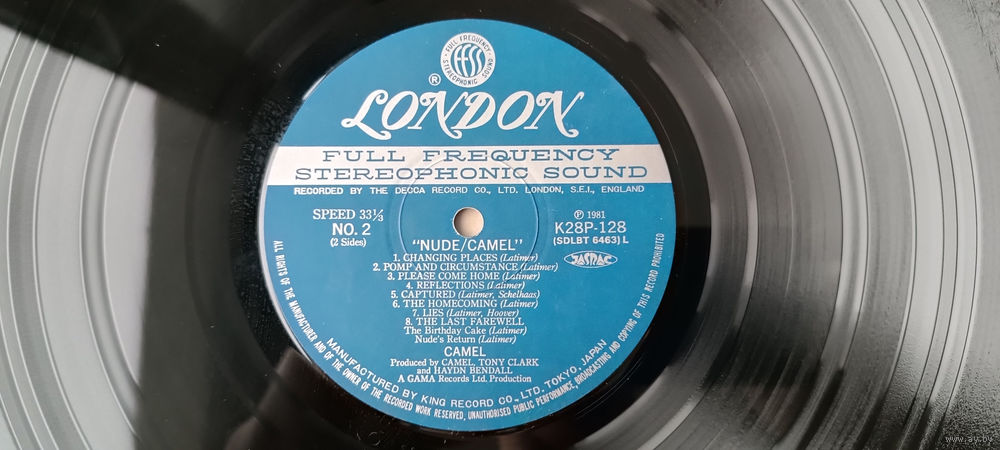 FULL FREQUENCY
FFSS
STEREOPHONIC SOUND
®
LONDON
FULL FREQUENCY
STEREOPHONIC SOUND
RECORDED BY THE DECCA RECORD CO., LTD. LONDON, S.E.I., ENGLAND
SPEED 33⅓
NO. 2
(2 Sides)
℗ 1981
K28P-128
(SDLBT 6463) L
JASRAC
"NUDE/CAMEL"
1. CHANGING PLACES (Latimer)
2. POMP AND CIRCUMSTANCE (Latimer)
3. PLEASE COME HOME (Latimer)
4. REFLECTIONS (Latimer)
5. CAPTURED (Latimer, Schelhaas)
6. THE HOMECOMING (Latimer)
7. LIES (Latimer, Hoover)
8. THE LAST FAREWELL
The Birthday Cake (Latimer)
Nude's Return (Latimer)
CAMEL
Produced by CAMEL, TONY CLARK
and HAYDN BENDALL
A GAMA Records Ltd. Production
MANUFACTURED BY KING RECORD CO., LTD. TOKYO, JAPAN
ALL RIGHTS OF THE MANUFACTURER AND OF THE OWNER OF THE RECORDED WORK RESERVED, UNAUTHORISED PUBLIC PERFORMANCE, BROADCASTING AND COPYING OF THIS RECORD PROHIBITED
www.ay.by